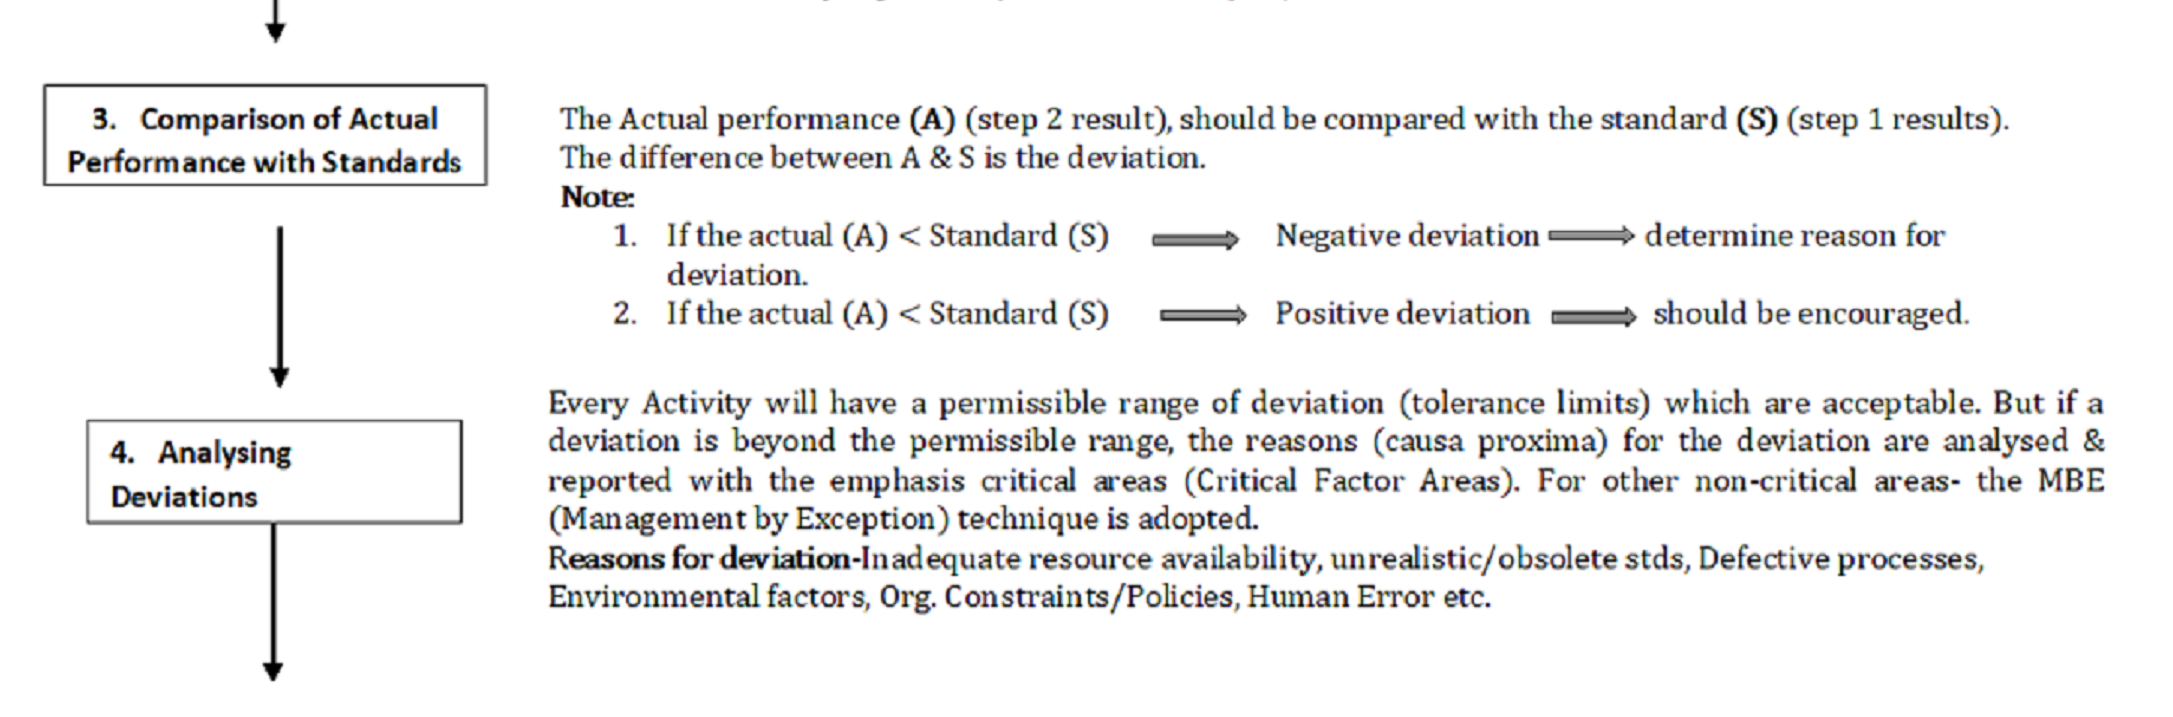 3. Comparison of Actual
Performance with Standards
The Actual performance (A) (step 2 result), should be compared with the standard (S) (step 1 results).
The difference between A & S is the deviation.
Note:
1. If the actual (A) < Standard (S) Negative deviation determine reason for
deviation.
2. If the actual (A) < Standard (S) Positive deviation should be encouraged.
4. Analysing
Deviations
Every Activity will have a permissible range of deviation (tolerance limits) which are acceptable. But if a
deviation is beyond the permissible range, the reasons (causa proxima) for the deviation are analysed &
reported with the emphasis critical areas (Critical Factor Areas). For other non-critical areas- the MBE
(Management by Exception) technique is adopted.
Reasons for deviation-Inadequate resource availability, unrealistic/obsolete stds, Defective processes,
Environmental factors, Org. Constraints/Policies, Human Error etc.